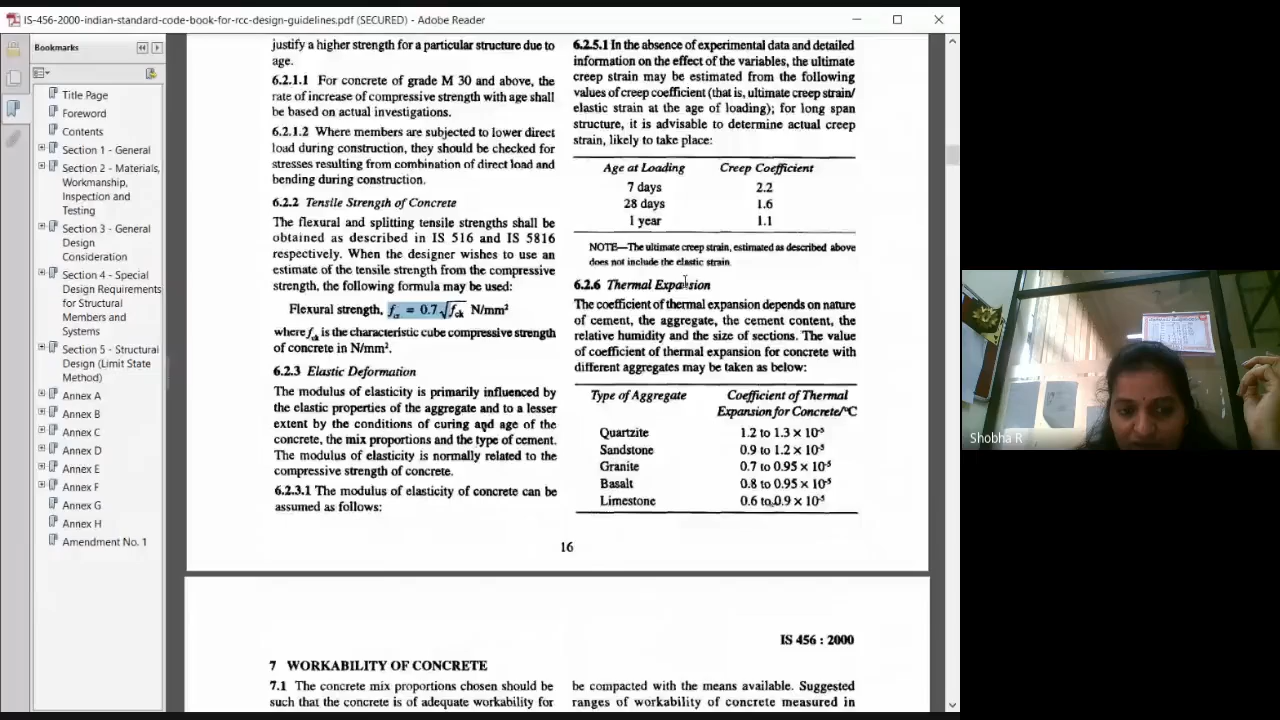 IS-456-2000-indian-standard-code-book-for-rcc-design-guidelines.pdf (SECURED) - Adobe Reader
Bookmarks
Title Page
Foreword
Contents
Section 1 - General
Section 2 - Materials,
Workmanship,
Inspection and
Testing
Section 3 - General
Design
Consideration
Section 4 - Special
Design Requirements
for Structural
Members and
Systems
Section 5 - Structural
Design (Limit State
Method)
Annex A
Annex B
Annex C
Annex D
Annex E
Annex F
Annex G
Annex H
Amendment No. 1
justify a higher strength for a particular structure due to
age.
6.2.1.1 For concrete of grade M 30 and above, the
rate of increase of compressive strength with age shall
be based on actual investigations.
6.2.1.2 Where members are subjected to lower direct
load during construction, they should be checked for
stresses resulting from combination of direct load and
bending during construction.
6.2.2 Tensile Strength of Concrete
The flexural and splitting tensile strengths shall be
obtained as described in IS 516 and IS 5816
respectively. When the designer wishes to use an
estimate of the tensile strength from the compressive
strength, the following formula may be used:
Flexural strength, fcr = 0.7√fck N/mm²
where fck is the characteristic cube compressive strength
of concrete in N/mm².
6.2.3 Elastic Deformation
The modulus of elasticity is primarily influenced by
the elastic properties of the aggregate and to a lesser
extent by the conditions of curing and age of the
concrete, the mix proportions and the type of cement.
The modulus of elasticity is normally related to the
compressive strength of concrete.
6.2.3.1 The modulus of elasticity of concrete can be
assumed as follows:
6.2.5.1 In the absence of experimental data and detailed
information on the effect of the variables, the ultimate
creep strain may be estimated from the following
values of creep coefficient (that is, ultimate creep strain/
elastic strain at the age of loading); for long span
structure, it is advisable to determine actual creep
strain, likely to take place:
Age at Loading Creep Coefficient
7 days 2.2
28 days 1.6
1 year 1.1
NOTE—The ultimate creep strain, estimated as described above
does not include the elastic strain.
6.2.6 Thermal Expansion
The coefficient of thermal expansion depends on nature
of cement, the aggregate, the cement content, the
relative humidity and the size of sections. The value
of coefficient of thermal expansion for concrete with
different aggregates may be taken as below:
Type of Aggregate Coefficient of Thermal
Expansion for Concrete/°C
Quartzite 1.2 to 1.3 × 10⁻⁵
Sandstone 0.9 to 1.2 × 10⁻⁵
Granite 0.7 to 0.95 × 10⁻⁵
Basalt 0.8 to 0.95 × 10⁻⁵
Limestone 0.6 to 0.9 × 10⁻⁵
16
IS 456 : 2000
7 WORKABILITY OF CONCRETE
7.1 The concrete mix proportions chosen should be
such that the concrete is of adequate workability for
be compacted with the means available. Suggested
ranges of workability of concrete measured in
Shobha R